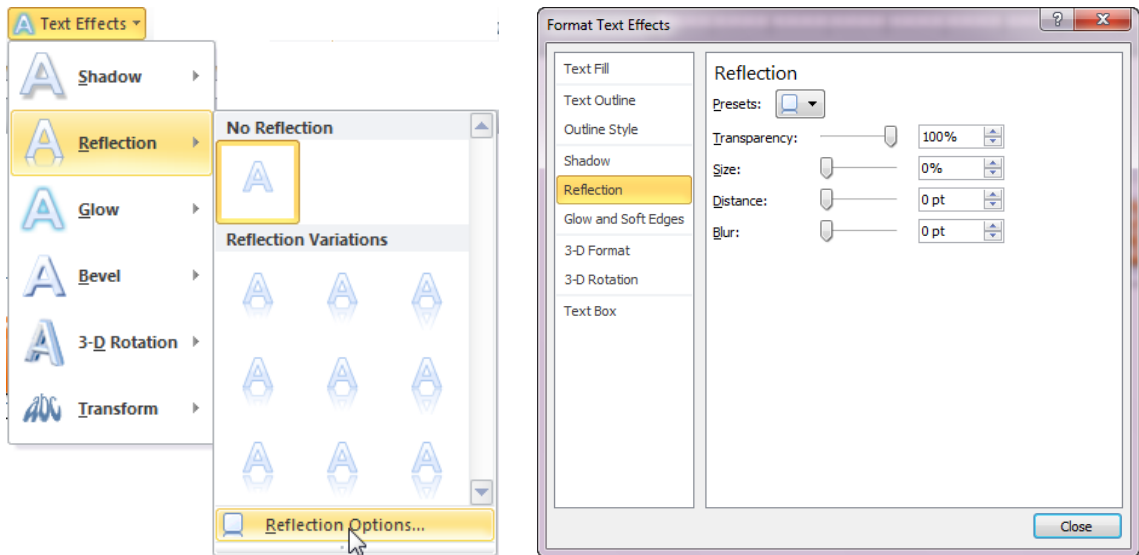 Text Effects
Shadow
Reflection
Glow
Bevel
3-D Rotation
Transform
No Reflection
Reflection Variations
Reflection Options...
Format Text Effects
Text Fill
Text Outline
Outline Style
Shadow
Reflection
Glow and Soft Edges
3-D Format
3-D Rotation
Text Box
Reflection
Presets:
Transparency: 100%
Size: 0%
Distance: 0 pt
Blur: 0 pt
Close